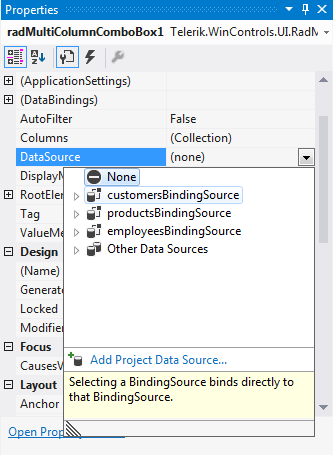 Properties
radMultiColumnComboBox1 Telerik.WinControls.UI.RadM
(ApplicationSettings)
(DataBindings)
AutoFilter False
Columns (Collection)
DataSource (none)
DisplayM
None
RootElem
customersBindingSource
Tag
productsBindingSource
ValueMe
employeesBindingSource
Design
Other Data Sources
(Name)
Generate
Locked
Modifier
Focus
CausesV
Add Project Data Source...
Layout
Selecting a BindingSource binds directly to
Anchor
that BindingSource.
Open Prope